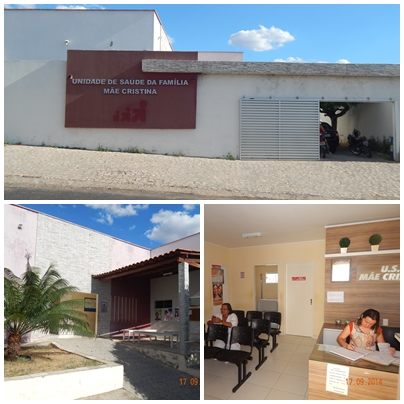 UNIDADE DE SAÚDE DA FAMÍLIA
MÃE CRISTINA
U.S.
MÃE CRIS
17.09
17.09.2014